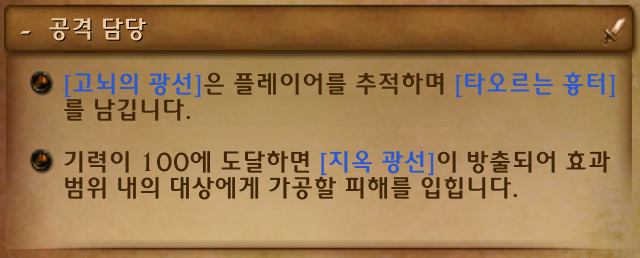 - 공격 담당
[고뇌의 광선]은 플레이어를 추적하며 [타오르는 흉터]
를 남깁니다.
기력이 100에 도달하면 [지옥 광선]이 방출되어 효과
범위 내의 대상에게 가공할 피해를 입힙니다.